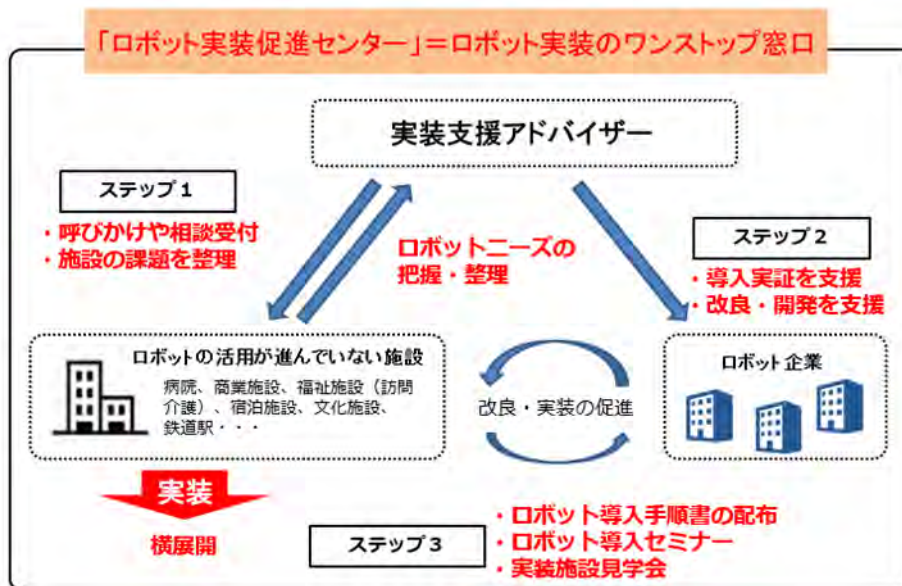 「ロボット実装促進センター」＝ロボット実装のワンストップ窓口
実装支援アドバイザー
ステップ１
・呼びかけや相談受付
・施設の課題を整理
ロボットニーズの
把握・整理
ステップ２
・導入実証を支援
・改良・開発を支援
ロボットの活用が進んでいない施設
病院、商業施設、福祉施設（訪問
介護）、宿泊施設、文化施設、
鉄道駅・・・
改良・実装の促進
ロボット企業
実装
横展開
ステップ３
・ロボット導入手順書の配布
・ロボット導入セミナー
・実装施設見学会